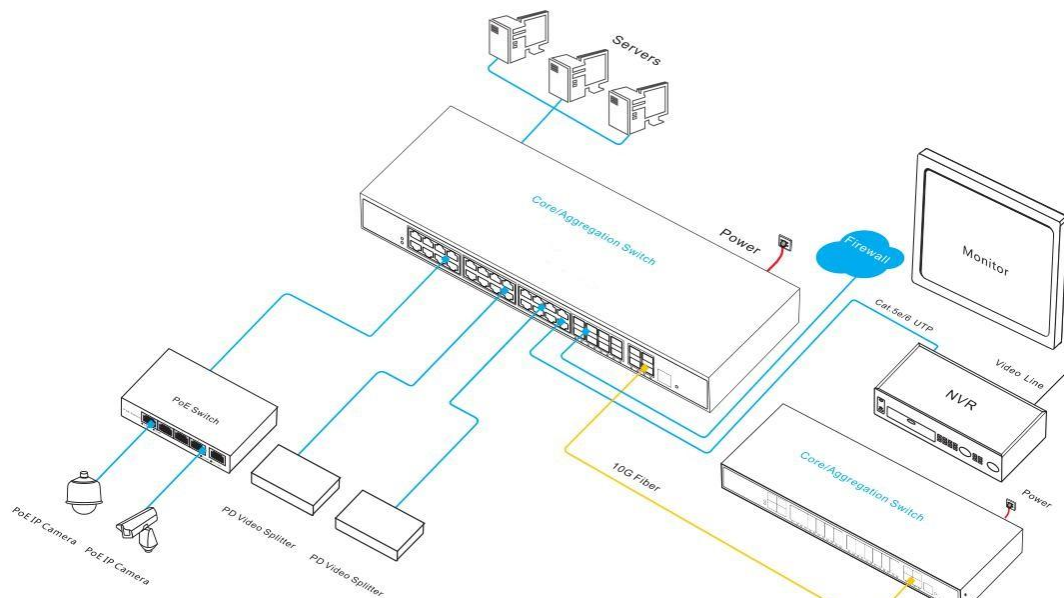 Servers
Core/Aggregation Switch
Power
Firewall
Monitor
Cat.5e/6 UTP
Video Line
NVR
PoE Switch
10G Fiber
Core/Aggregation Switch
Power
PoE IP Camera
PoE IP Camera
PD Video Splitter
PD Video Splitter